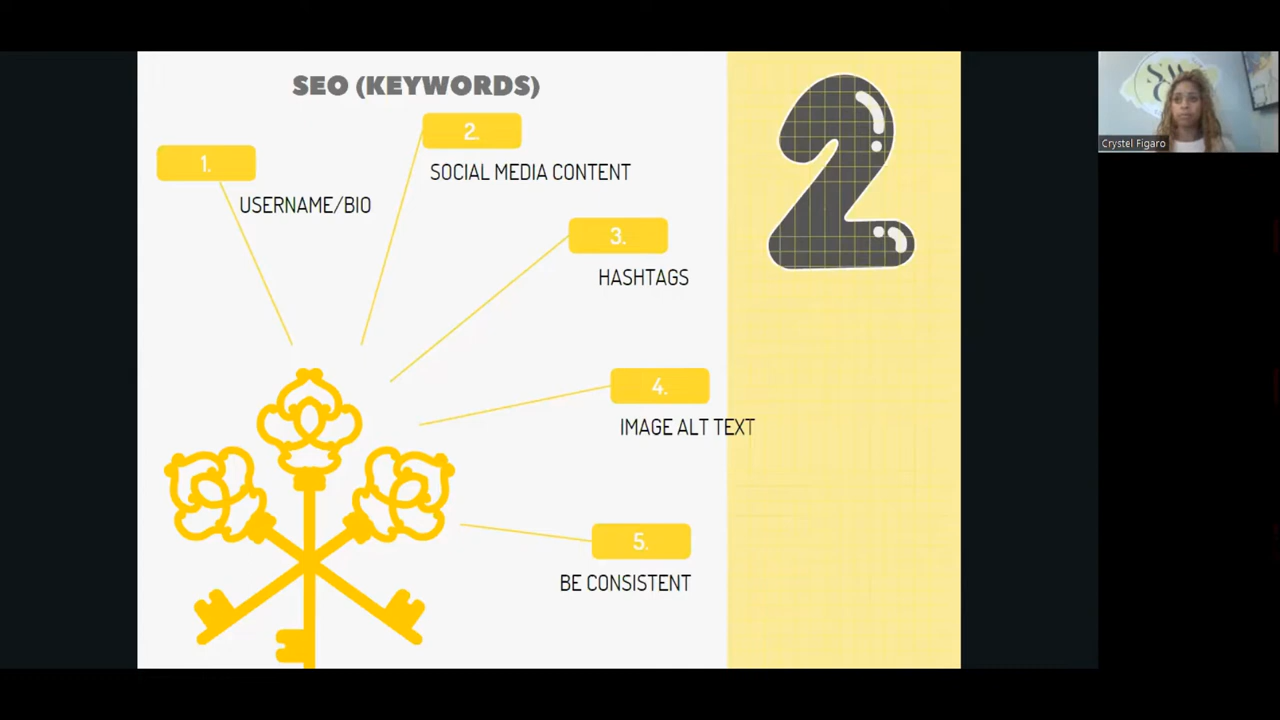 SEO (KEYWORDS)
1.
USERNAME/BIO
2.
SOCIAL MEDIA CONTENT
3.
HASHTAGS
4.
IMAGE ALT TEXT
5.
BE CONSISTENT
2
Crystel Figaro